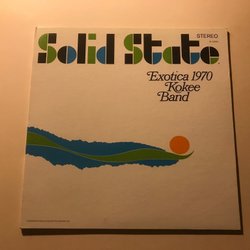 Solid State
STEREO
Exotica 1970
Kokee
Band